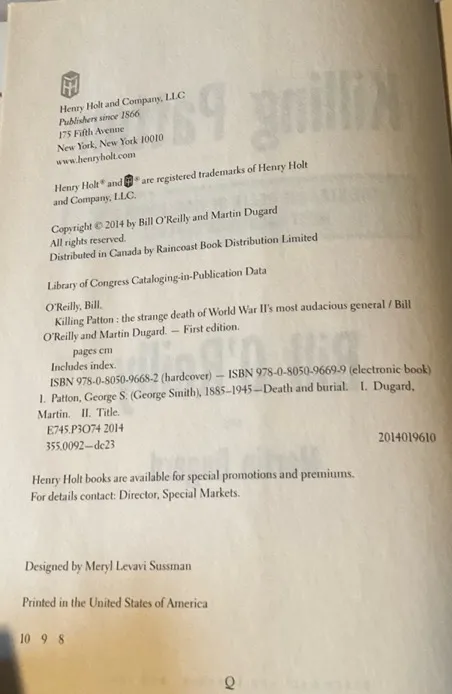 Henry Holt and Company, LLC
Publishers since 1866
175 Fifth Avenue
New York, New York 10010
www.henryholt.com
Henry Holt® and ® are registered trademarks of Henry Holt
and Company, LLC.
Copyright © 2014 by Bill O'Reilly and Martin Dugard
All rights reserved.
Distributed in Canada by Raincoast Book Distribution Limited
Library of Congress Cataloging-in-Publication Data
O'Reilly, Bill.
Killing Patton : the strange death of World War II's most audacious general / Bill
O'Reilly and Martin Dugard. — First edition.
pages cm
Includes index.
ISBN 978-0-8050-9668-2 (hardcover) — ISBN 978-0-8050-9669-9 (electronic book)
1. Patton, George S. (George Smith), 1885–1945—Death and burial. I. Dugard,
Martin. II. Title.
E745.P3O74 2014
355.0092—dc23
2014019610
Henry Holt books are available for special promotions and premiums.
For details contact: Director, Special Markets.
Designed by Meryl Levavi Sussman
Printed in the United States of America
10 9 8
Q